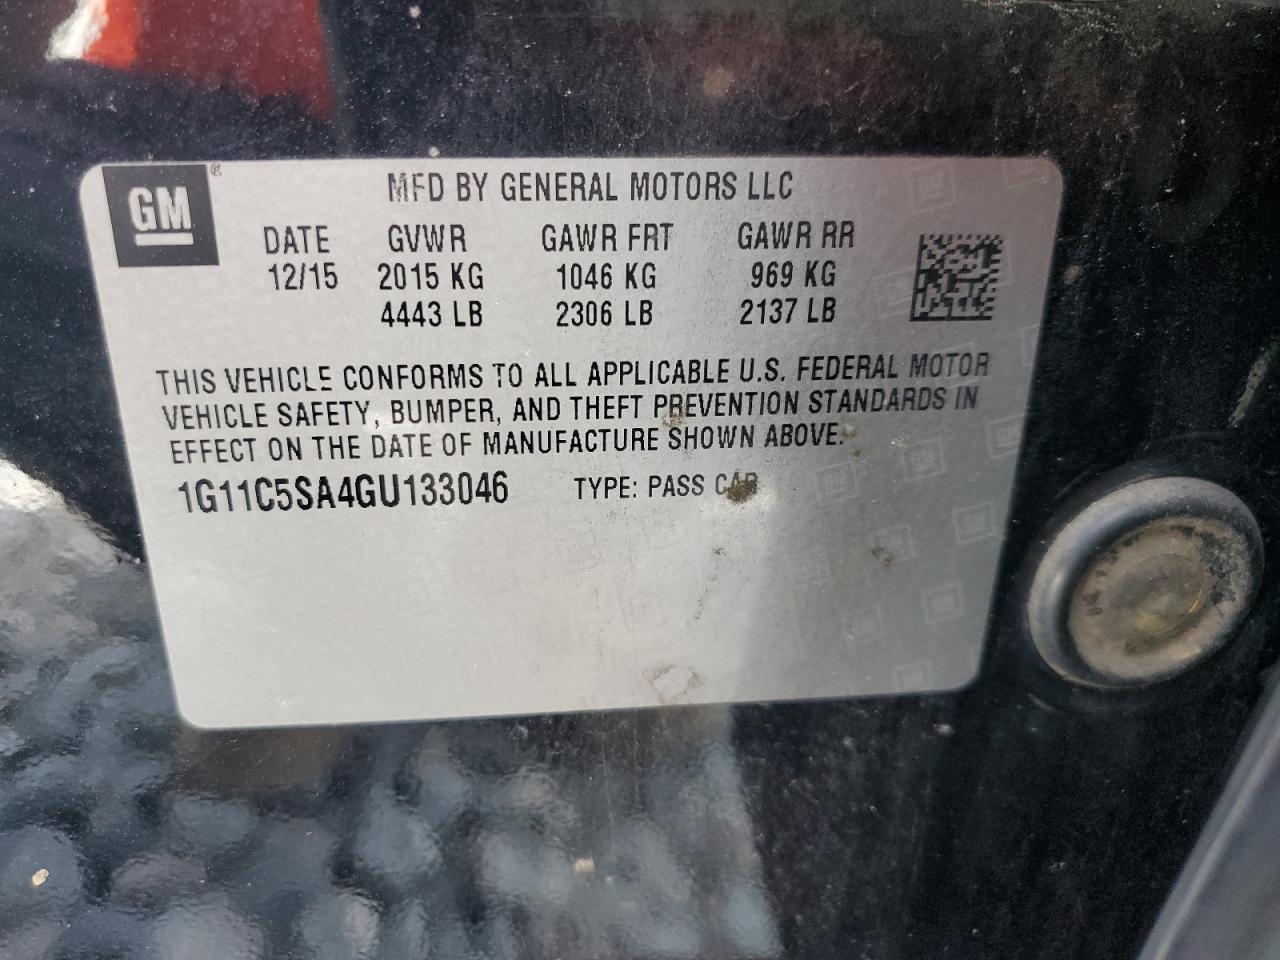 GM®
MFD BY GENERAL MOTORS LLC
DATE GVWR GAWR FRT GAWR RR
12/15 2015 KG 1046 KG 969 KG
4443 LB 2306 LB 2137 LB
THIS VEHICLE CONFORMS TO ALL APPLICABLE U.S. FEDERAL MOTOR
VEHICLE SAFETY, BUMPER, AND THEFT PREVENTION STANDARDS IN
EFFECT ON THE DATE OF MANUFACTURE SHOWN ABOVE.
1G11C5SA4GU133046 TYPE: PASS CAR